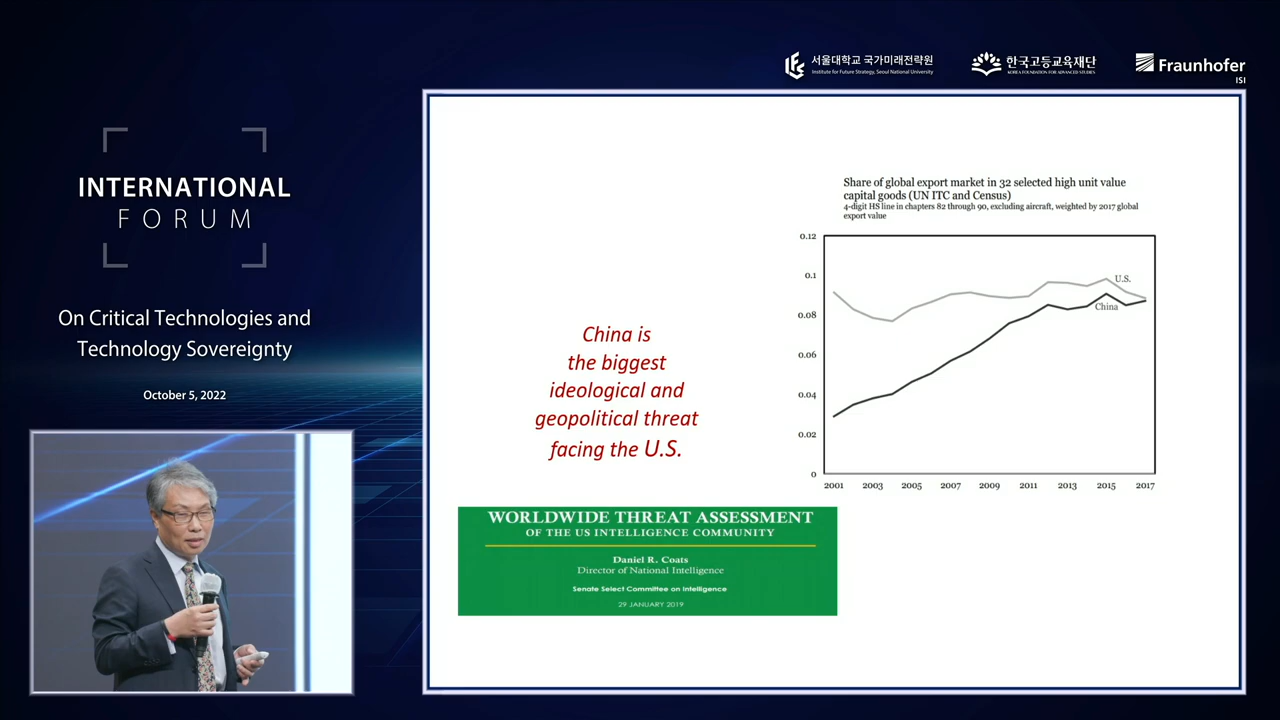 서울대학교 국가미래전략원
Institute for Future Strategy, Seoul National University
한국고등교육재단
KOREA FOUNDATION FOR ADVANCED STUDIES
Fraunhofer
ISI
INTERNATIONAL
FORUM
On Critical Technologies and
Technology Sovereignty
October 5, 2022
China is
the biggest
ideological and
geopolitical threat
facing the U.S.
Share of global export market in 32 selected high unit value
capital goods (UN ITC and Census)
4-digit HS line in chapters 82 through 90, excluding aircraft, weighted by 2017 global
export value
0.12
0.1
0.08
0.06
0.04
0.02
0
U.S.
China
2001 2003 2005 2007 2009 2011 2013 2015 2017
WORLDWIDE THREAT ASSESSMENT
OF THE US INTELLIGENCE COMMUNITY
Daniel R. Coats
Director of National Intelligence
Senate Select Committee on Intelligence
29 JANUARY 2019